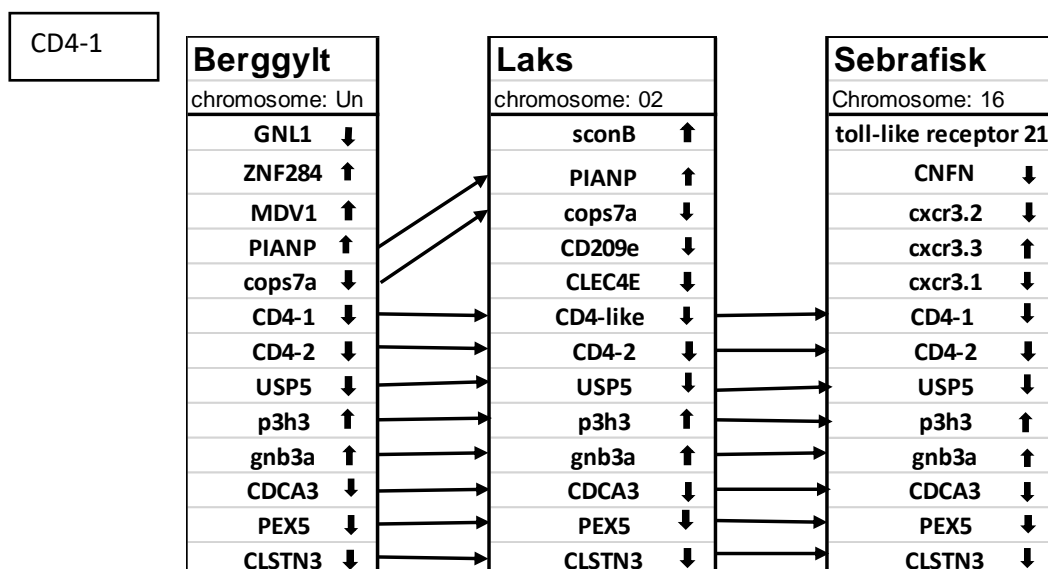 CD4-1
Berggylt Laks Sebrafisk
chromosome: Un chromosome: 02 Chromosome: 16
GNL1 ⬇ sconB ⬆ toll-like receptor 21
ZNF284 ⬆ PIANP ⬆ CNFN ⬇
MDV1 ⬆ cops7a ⬇ cxcr3.2 ⬇
PIANP ⬆ CD209e ⬇ cxcr3.3 ⬆
cops7a ⬇ CLEC4E ⬇ cxcr3.1 ⬇
CD4-1 ⬇ CD4-like ⬇ CD4-1 ⬇
CD4-2 ⬇ CD4-2 ⬇ CD4-2 ⬇
USP5 ⬇ USP5 ⬇ USP5 ⬇
p3h3 ⬆ p3h3 ⬆ p3h3 ⬆
gnb3a ⬆ gnb3a ⬆ gnb3a ⬆
CDCA3 ⬇ CDCA3 ⬇ CDCA3 ⬇
PEX5 ⬇ PEX5 ⬇ PEX5 ⬇
CLSTN3 ⬇ CLSTN3 ⬇ CLSTN3 ⬇